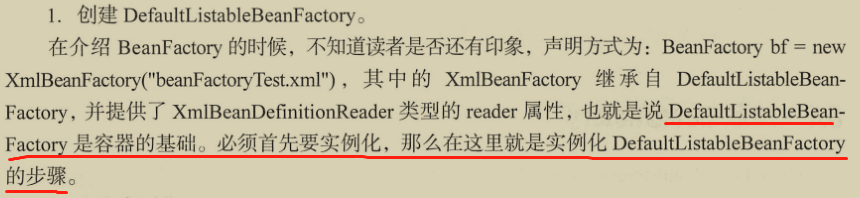 1. 创建 DefaultListableBeanFactory。
在介绍 BeanFactory 的时候，不知道读者是否还有印象，声明方式为：BeanFactory bf = new
XmlBeanFactory("beanFactoryTest.xml")，其中的 XmlBeanFactory 继承自 DefaultListableBean-
Factory，并提供了 XmlBeanDefinitionReader 类型的 reader 属性，也就是说 DefaultListableBean-
Factory 是容器的基础。必须首先要实例化，那么在这里就是实例化 DefaultListableBeanFactory
的步骤。